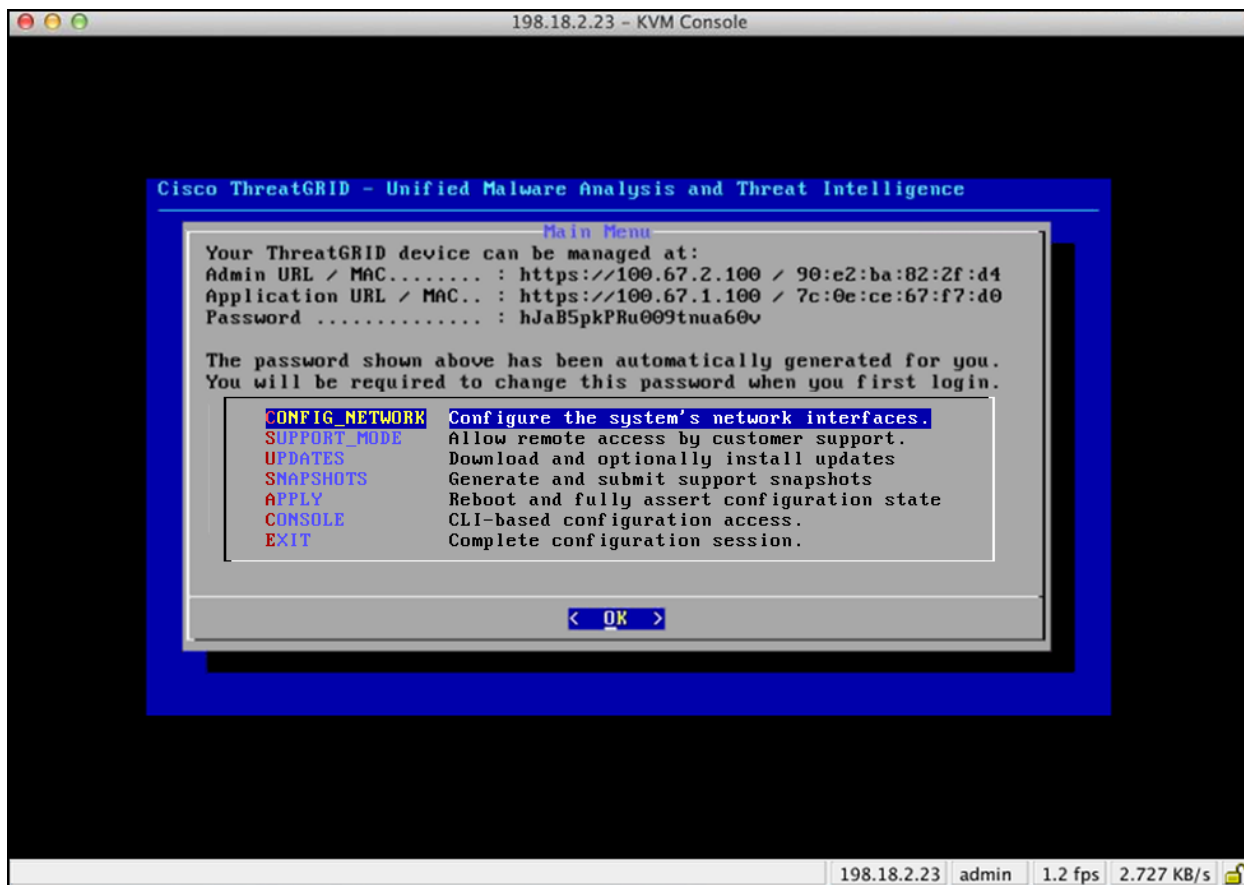 198.18.2.23 – KVM Console
Cisco ThreatGRID - Unified Malware Analysis and Threat Intelligence
Main Menu
Your ThreatGRID device can be managed at:
Admin URL / MAC........ : https://100.67.2.100 / 90:e2:ba:82:2f:d4
Application URL / MAC.. : https://100.67.1.100 / 7c:0e:ce:67:f7:d0
Password .............. : hJaB5pkPRu009tnua60v
The password shown above has been automatically generated for you.
You will be required to change this password when you first login.
CONFIG_NETWORK Configure the system's network interfaces.
SUPPORT_MODE Allow remote access by customer support.
UPDATES Download and optionally install updates
SNAPSHOTS Generate and submit support snapshots
APPLY Reboot and fully assert configuration state
CONSOLE CLI-based configuration access.
EXIT Complete configuration session.
< OK >
198.18.2.23 admin 1.2 fps 2.727 KB/s